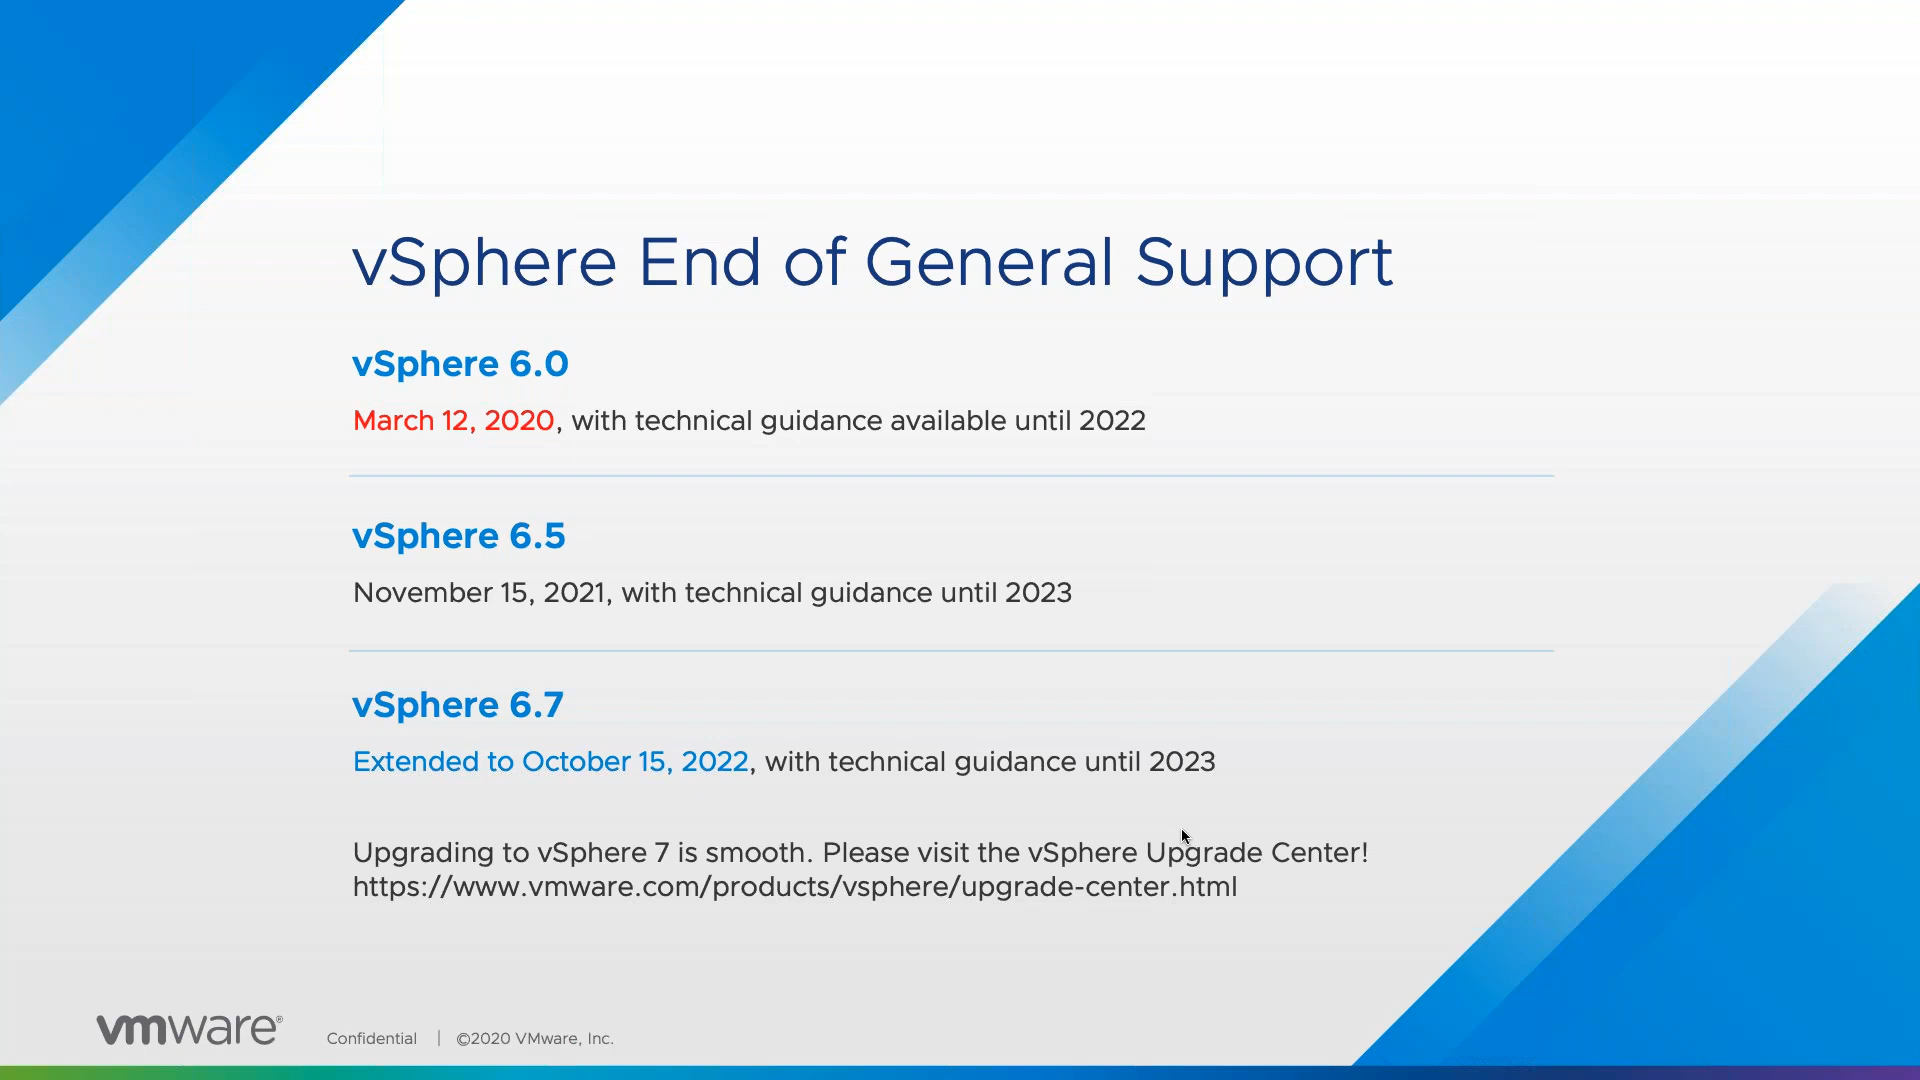 vSphere End of General Support
vSphere 6.0
March 12, 2020, with technical guidance available until 2022
vSphere 6.5
November 15, 2021, with technical guidance until 2023
vSphere 6.7
Extended to October 15, 2022, with technical guidance until 2023
Upgrading to vSphere 7 is smooth. Please visit the vSphere Upgrade Center!
https://www.vmware.com/products/vsphere/upgrade-center.html
vmware® Confidential | ©2020 VMware, Inc.